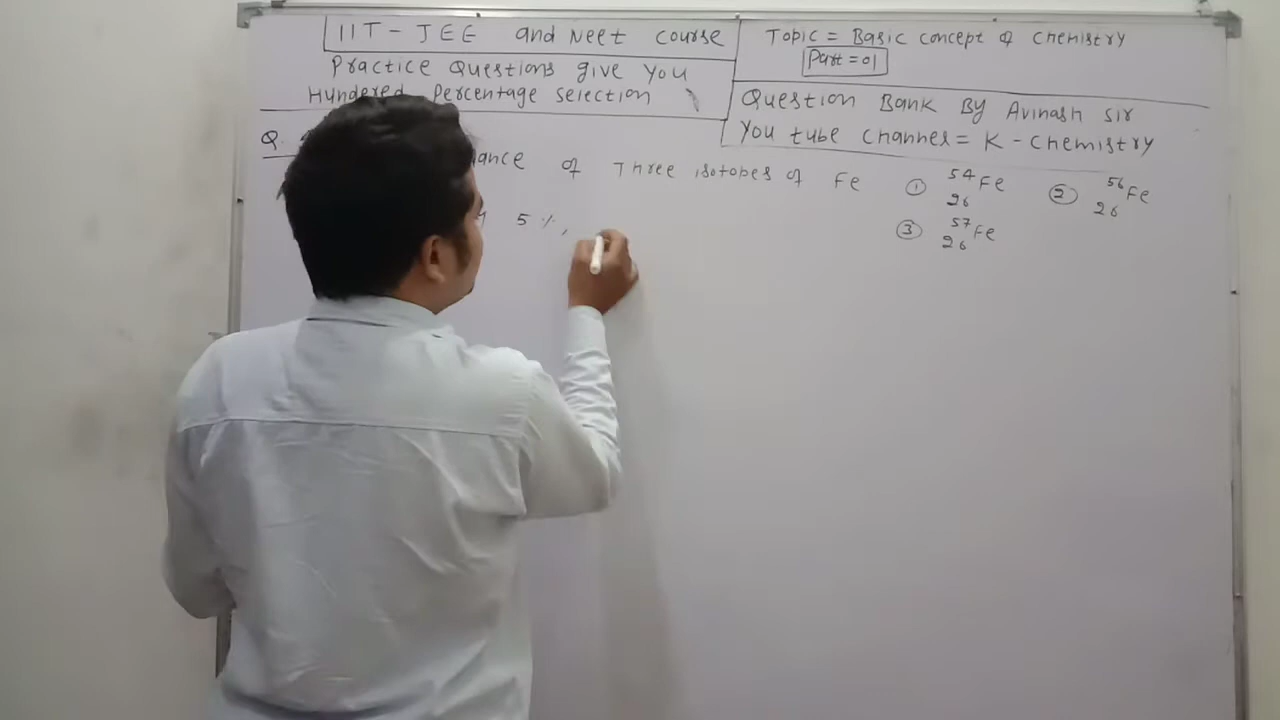 IIT - JEE and Neet course
Practice Questions give You
Hundered Percentage selection
Topic = Basic concept of chemistry
Part = 01
Question Bank By Avinash sir
You tube channel = K - chemistry
Q.
of Three isotopes of Fe ① 54 26 Fe ② 56 26 Fe
5 %,
③ 57 26 Fe